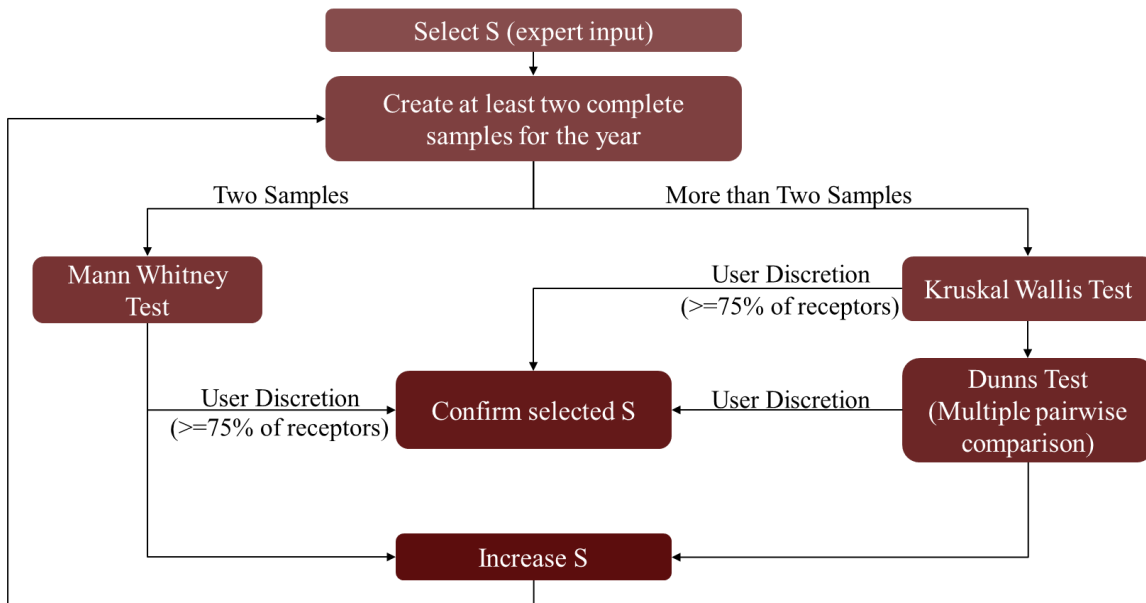 Select S (expert input)
Create at least two complete
samples for the year
Two Samples
More than Two Samples
Mann Whitney
Test
User Discretion
(>=75% of receptors)
Kruskal Wallis Test
User Discretion
(>=75% of receptors)
Confirm selected S
User Discretion
Dunns Test
(Multiple pairwise
comparison)
Increase S